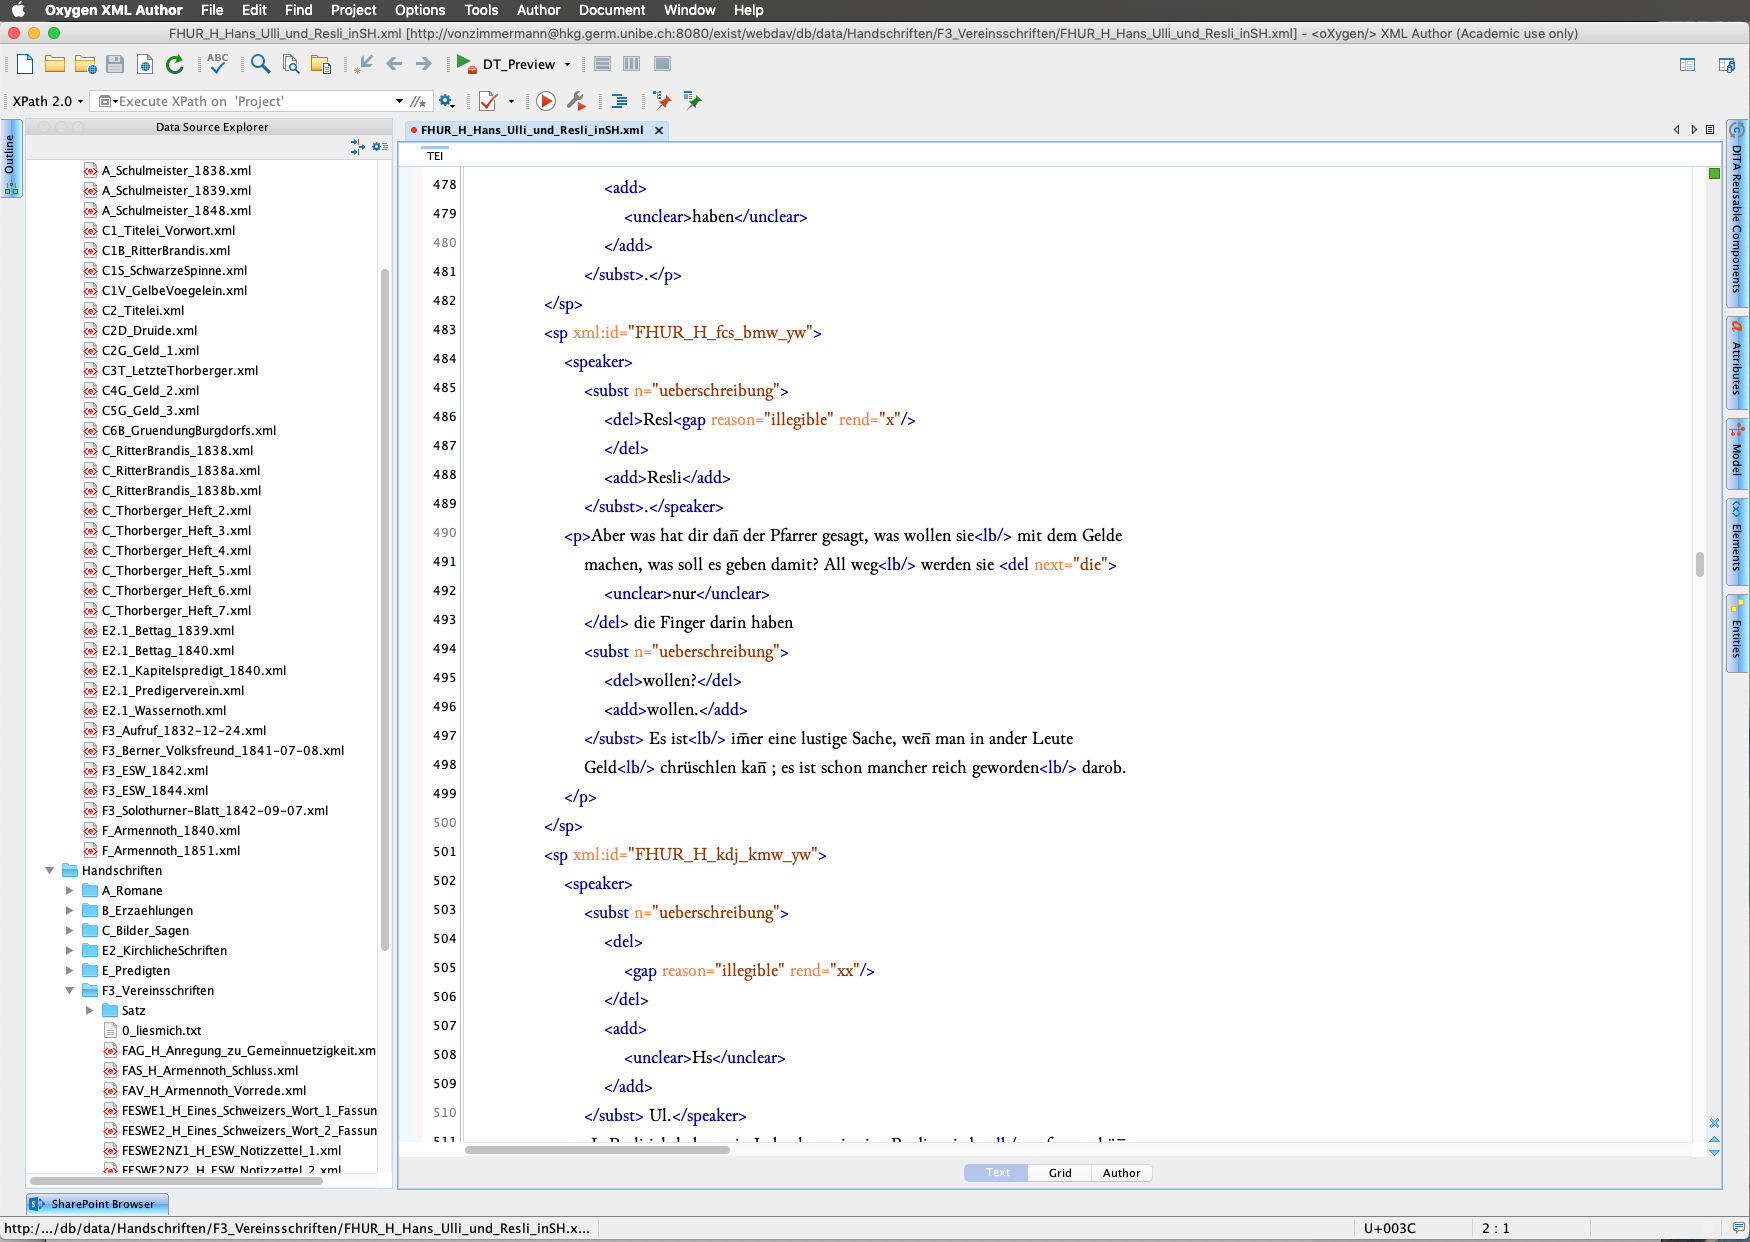 Oxygen XML Author File Edit Find Project Options Tools Author Document Window Help
FHUR_H_Hans_Ulli_und_Resli_inSH.xml [http://vonzimmermann@hkg.germ.unibe.ch:8080/exist/webdav/db/data/Handschriften/F3_Vereinsschriften/FHUR_H_Hans_Ulli_und_Resli_inSH.xml] - <oXygen/> XML Author (Academic use only)
ABC
DT_Preview
XPath 2.0
Execute XPath on 'Project'
Data Source Explorer
Outline
A_Schulmeister_1838.xml
A_Schulmeister_1839.xml
A_Schulmeister_1848.xml
C1_Titelei_Vorwort.xml
C1B_RitterBrandis.xml
C1S_SchwarzeSpinne.xml
C1V_GelbeVoegelein.xml
C2_Titelei.xml
C2D_Druide.xml
C2G_Geld_1.xml
C3T_LetzteThorberger.xml
C4G_Geld_2.xml
C5G_Geld_3.xml
C6B_GruendungBurgdorfs.xml
C_RitterBrandis_1838.xml
C_RitterBrandis_1838a.xml
C_RitterBrandis_1838b.xml
C_Thorberger_Heft_2.xml
C_Thorberger_Heft_3.xml
C_Thorberger_Heft_4.xml
C_Thorberger_Heft_5.xml
C_Thorberger_Heft_6.xml
C_Thorberger_Heft_7.xml
E2.1_Bettag_1839.xml
E2.1_Bettag_1840.xml
E2.1_Kapitelspredigt_1840.xml
E2.1_Predigerverein.xml
E2.1_Wassernoth.xml
F3_Aufruf_1832-12-24.xml
F3_Berner_Volksfreund_1841-07-08.xml
F3_ESW_1842.xml
F3_ESW_1844.xml
F3_Solothurner-Blatt_1842-09-07.xml
F_Armennoth_1840.xml
F_Armennoth_1851.xml
Handschriften
A_Romane
B_Erzaehlungen
C_Bilder_Sagen
E2_KirchlicheSchriften
E_Predigten
F3_Vereinsschriften
Satz
0_liesmich.txt
FAG_H_Anregung_zu_Gemeinnuetzigkeit.xm
FAS_H_Armennoth_Schluss.xml
FAV_H_Armennoth_Vorrede.xml
FESWE1_H_Eines_Schweizers_Wort_1_Fassun
FESWE2_H_Eines_Schweizers_Wort_2_Fassun
FESWE2NZ1_H_ESW_Notizzettel_1.xml
FESWE2NZ2_H_ESW_Notizzettel_2.xml
SharePoint Browser
FHUR_H_Hans_Ulli_und_Resli_inSH.xml
TEI
478 <add>
479 <unclear>haben</unclear>
480 </add>
481 </subst>.</p>
482 </sp>
483 <sp xml:id="FHUR_H_fcs_bmw_yw">
484 <speaker>
485 <subst n="ueberschreibung">
486 <del>Resl<gap reason="illegible" rend="x"/>
487 </del>
488 <add>Resli</add>
489 </subst>.</speaker>
490 <p>Aber was hat dir dan̅ der Pfarrer gesagt, was wollen sie<lb/> mit dem Gelde
491 machen, was soll es geben damit? All weg<lb/> werden sie <del next="die">
492 <unclear>nur</unclear>
493 </del> die Finger darin haben
494 <subst n="ueberschreibung">
495 <del>wollen?</del>
496 <add>wollen.</add>
497 </subst> Es ist<lb/> im̅er eine lustige Sache, wen̅ man in ander Leute
498 Geld<lb/> chrüschlen kan̅ ; es ist schon mancher reich geworden<lb/> darob.
499 </p>
500 </sp>
501 <sp xml:id="FHUR_H_kdj_kmw_yw">
502 <speaker>
503 <subst n="ueberschreibung">
504 <del>
505 <gap reason="illegible" rend="xx"/>
506 </del>
507 <add>
508 <unclear>Hs</unclear>
509 </add>
510 </subst> Ul.</speaker>
511
Text Grid Author
DITA Reusable Components
Attributes
Model
Elements
Entities
http:/.../db/data/Handschriften/F3_Vereinsschriften/FHUR_H_Hans_Ulli_und_Resli_inSH.x...
U+003C
2 : 1